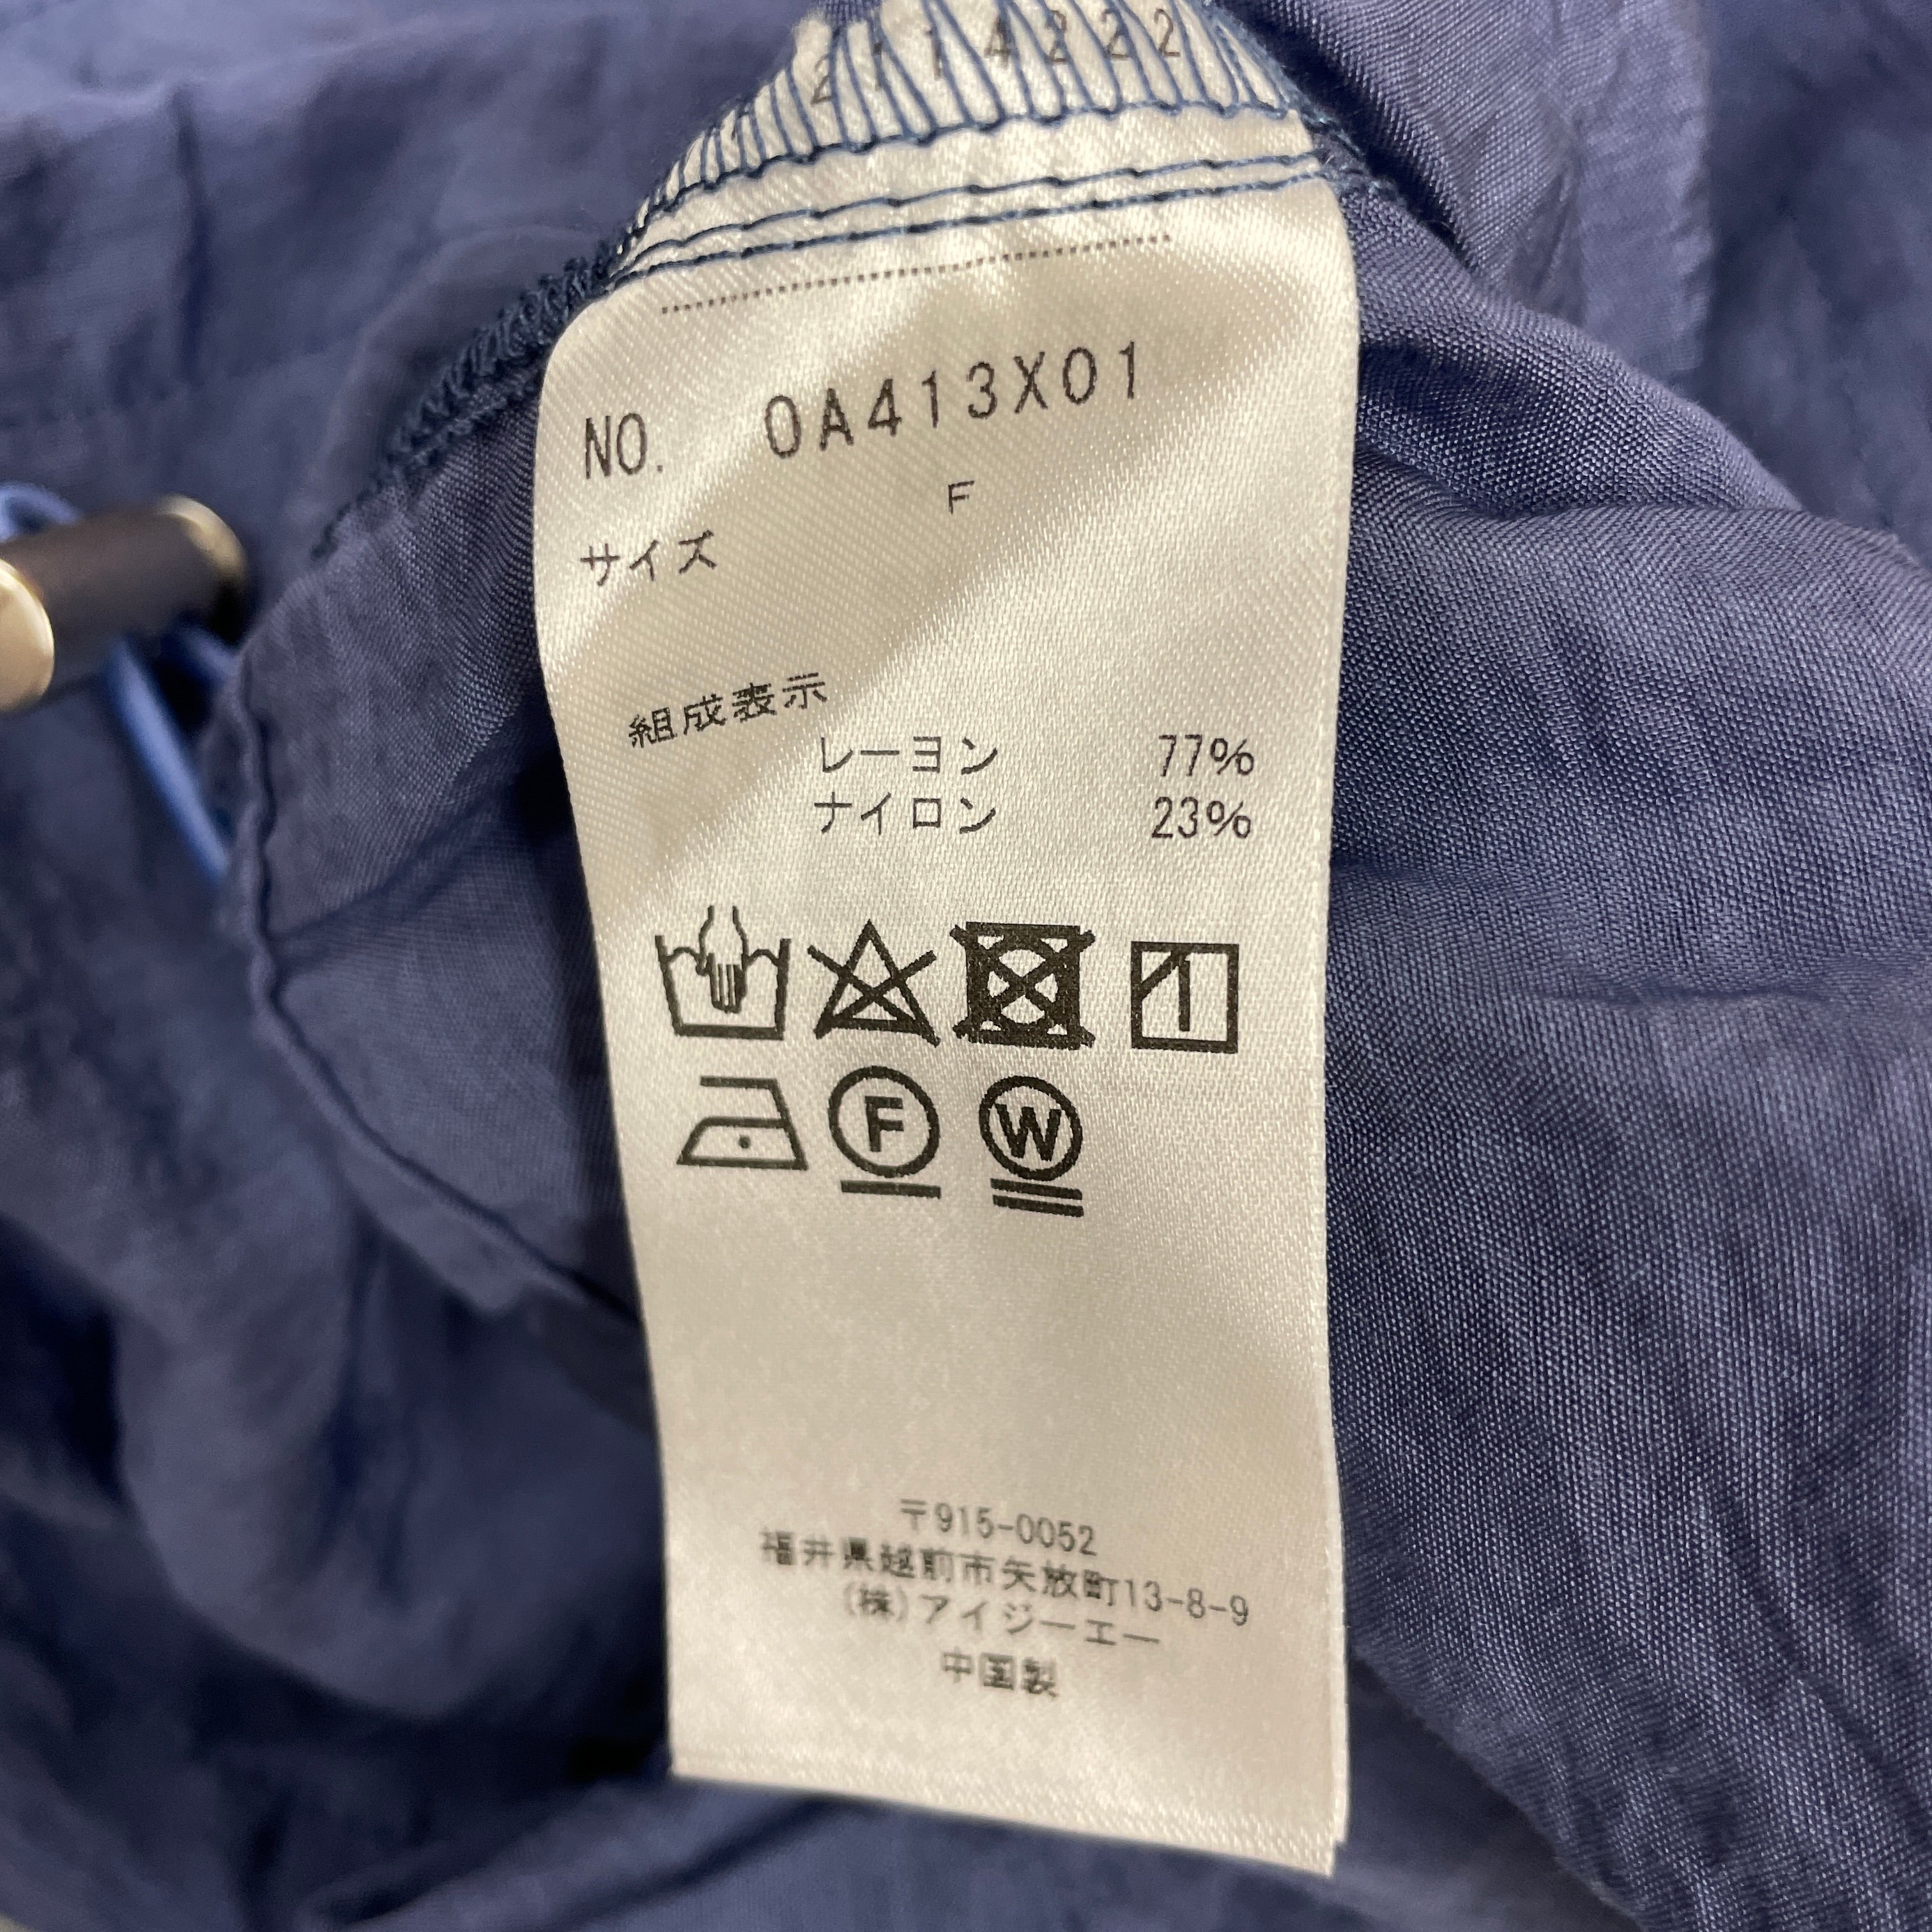 2114222
NO. 0A413X01
F
サイズ
組成表示
レーヨン 77%
ナイロン 23%
F W
〒915-0052
福井県越前市矢放町13-8-9
(株)アイジーエー
中国製